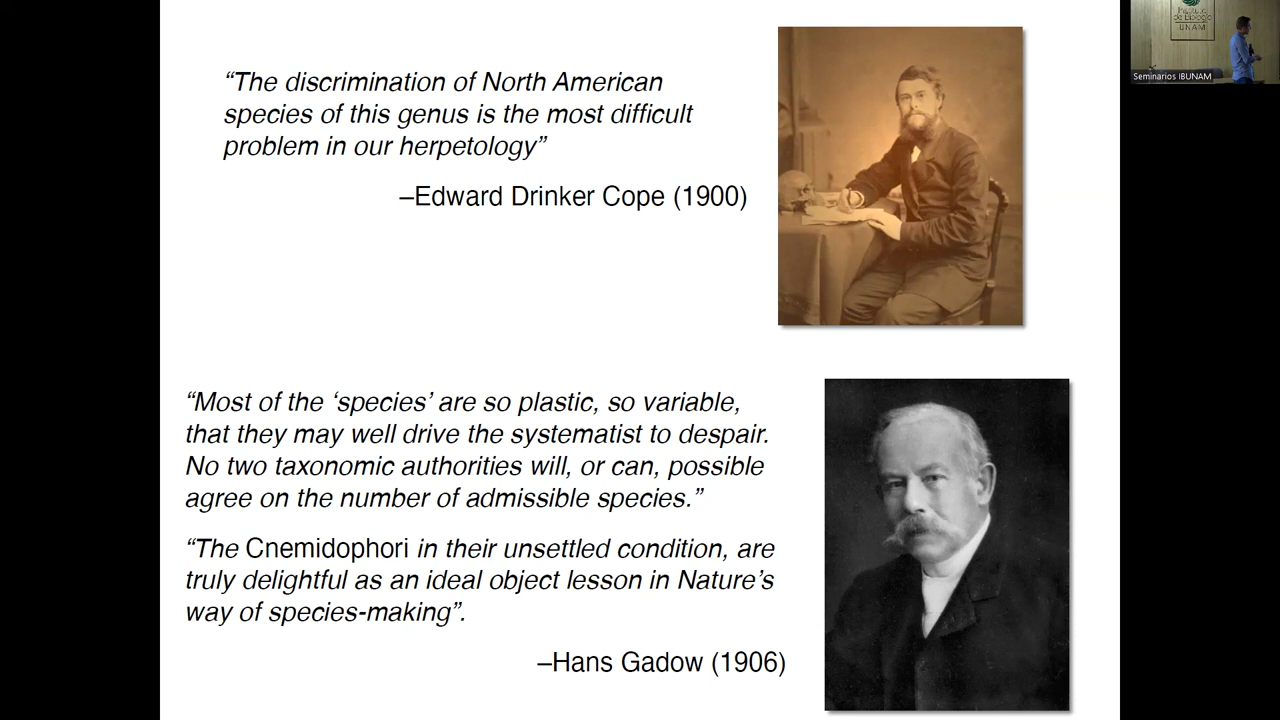 “The discrimination of North American
species of this genus is the most difficult
problem in our herpetology”
–Edward Drinker Cope (1900)
“Most of the ‘species’ are so plastic, so variable,
that they may well drive the systematist to despair.
No two taxonomic authorities will, or can, possible
agree on the number of admissible species.”
“The Cnemidophori in their unsettled condition, are
truly delightful as an ideal object lesson in Nature’s
way of species-making”.
–Hans Gadow (1906)
Instituto
de Biología
UNAM
Seminarios IBUNAM